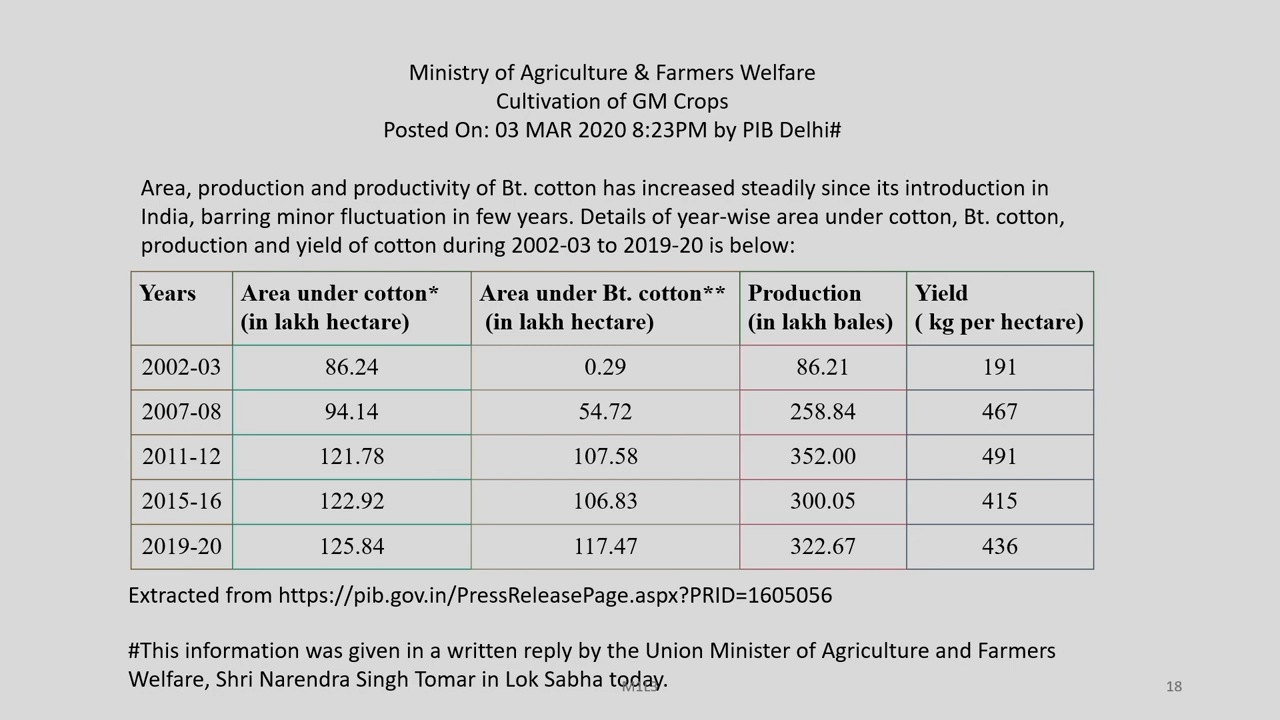 Ministry of Agriculture & Farmers Welfare
Cultivation of GM Crops
Posted On: 03 MAR 2020 8:23PM by PIB Delhi#
Area, production and productivity of Bt. cotton has increased steadily since its introduction in
India, barring minor fluctuation in few years. Details of year-wise area under cotton, Bt. cotton,
production and yield of cotton during 2002-03 to 2019-20 is below:
Years Area under cotton* Area under Bt. cotton** Production Yield
(in lakh hectare) (in lakh hectare) (in lakh bales) ( kg per hectare)
2002-03 86.24 0.29 86.21 191
2007-08 94.14 54.72 258.84 467
2011-12 121.78 107.58 352.00 491
2015-16 122.92 106.83 300.05 415
2019-20 125.84 117.47 322.67 436
Extracted from https://pib.gov.in/PressReleasePage.aspx?PRID=1605056
#This information was given in a written reply by the Union Minister of Agriculture and Farmers
Welfare, Shri Narendra Singh Tomar in Lok Sabha today.
18